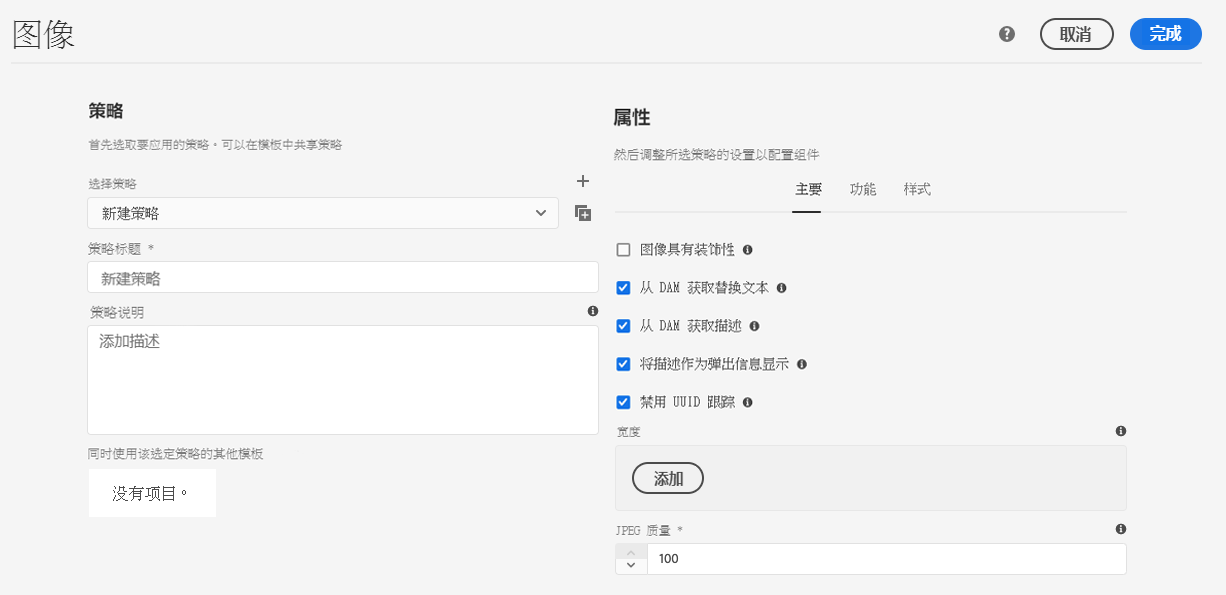 图像
取消
完成
策略
首先选取要应用的策略。可以在模板中共享策略
选择策略
新建策略
策略标题 *
新建策略
策略说明
添加描述
同时使用该选定策略的其他模板
没有项目。
属性
然后调整所选策略的设置以配置组件
主要 功能 样式
图像具有装饰性
从 DAM 获取替换文本
从 DAM 获取描述
将描述作为弹出信息显示
禁用 UUID 跟踪
宽度
添加
JPEG 质量 *
100